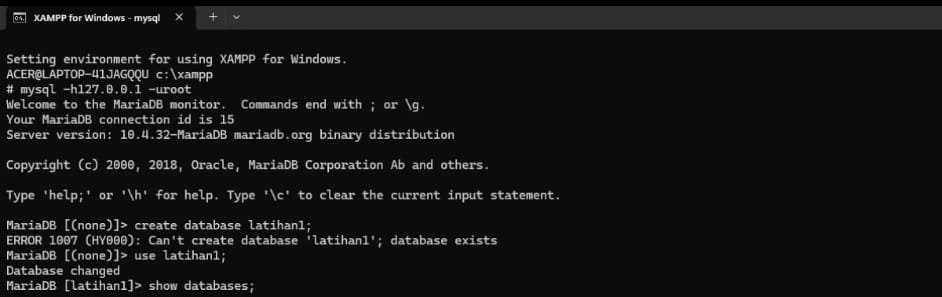 XAMPP for Windows - mysql
Setting environment for using XAMPP for Windows.
ACER@LAPTOP-41JAGQQU c:\xampp
# mysql -h127.0.0.1 -uroot
Welcome to the MariaDB monitor.  Commands end with ; or \g.
Your MariaDB connection id is 15
Server version: 10.4.32-MariaDB mariadb.org binary distribution
Copyright (c) 2000, 2018, Oracle, MariaDB Corporation Ab and others.
Type 'help;' or '\h' for help. Type '\c' to clear the current input statement.
MariaDB [(none)]> create database latihan1;
ERROR 1007 (HY000): Can't create database 'latihan1'; database exists
MariaDB [(none)]> use latihan1;
Database changed
MariaDB [latihan1]> show databases;